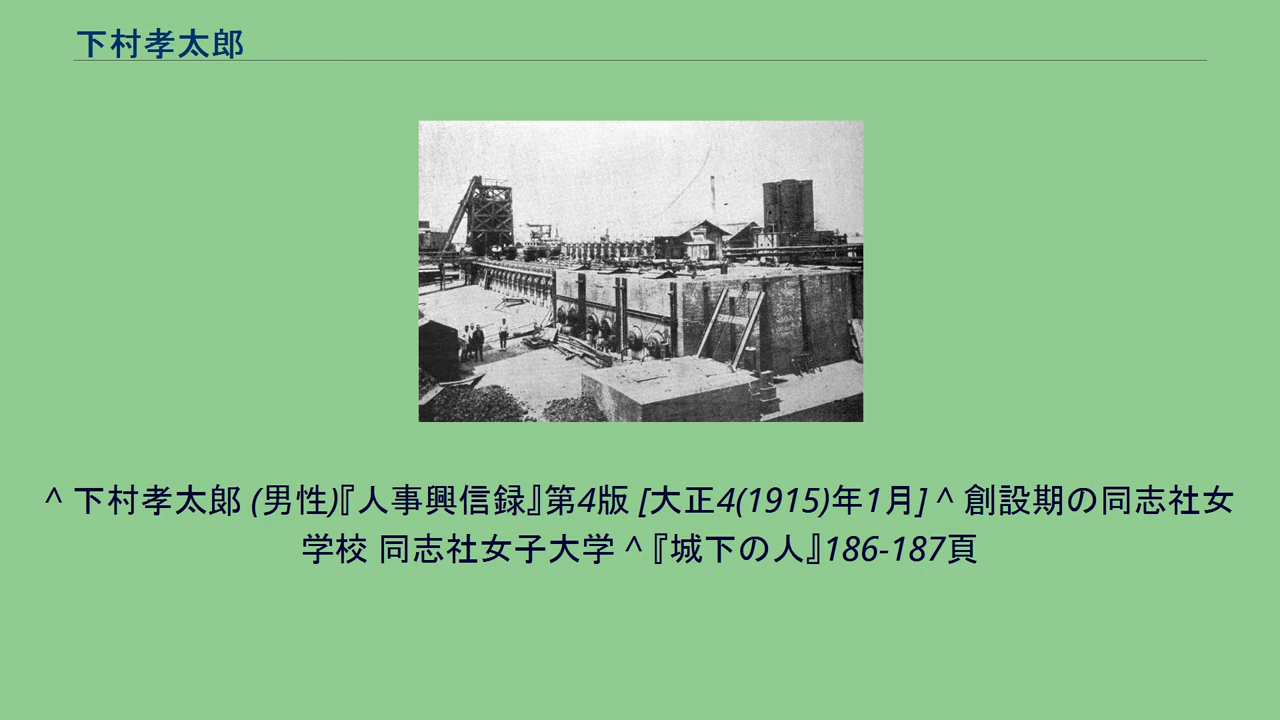 下村孝太郎
^ 下村孝太郎 (男性)『人事興信録』第4版 [大正4(1915)年1月] ^ 創設期の同志社女
学校 同志社女子大学 ^『城下の人』186-187頁